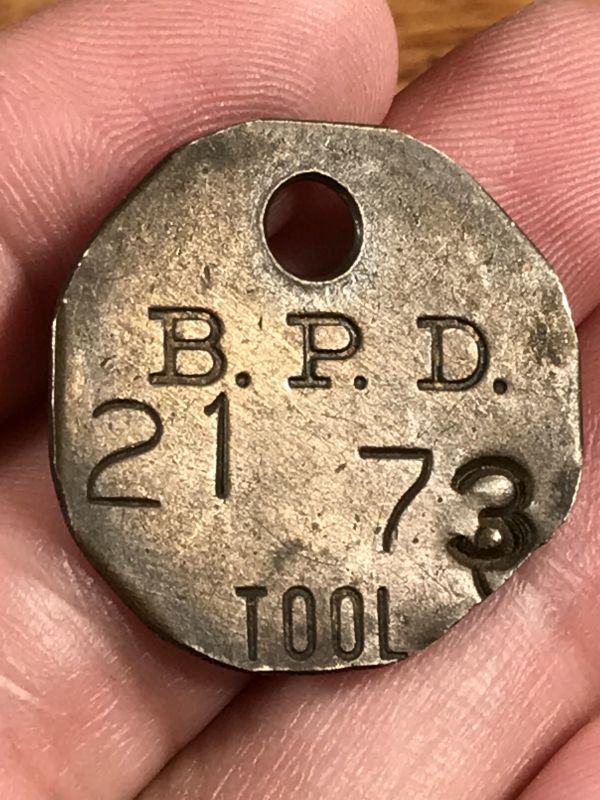 B. P. D.
21 73
TOOL